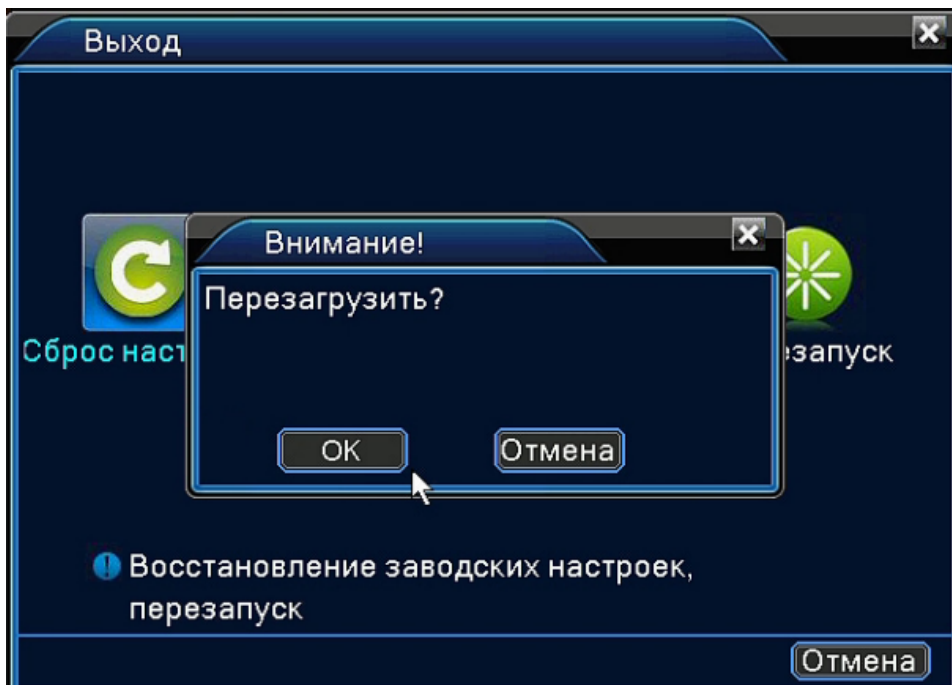 Выход
Внимание!
Перезагрузить?
Сброс наст
езапуск
OK
Отмена
Восстановление заводских настроек,
перезапуск
Отмена